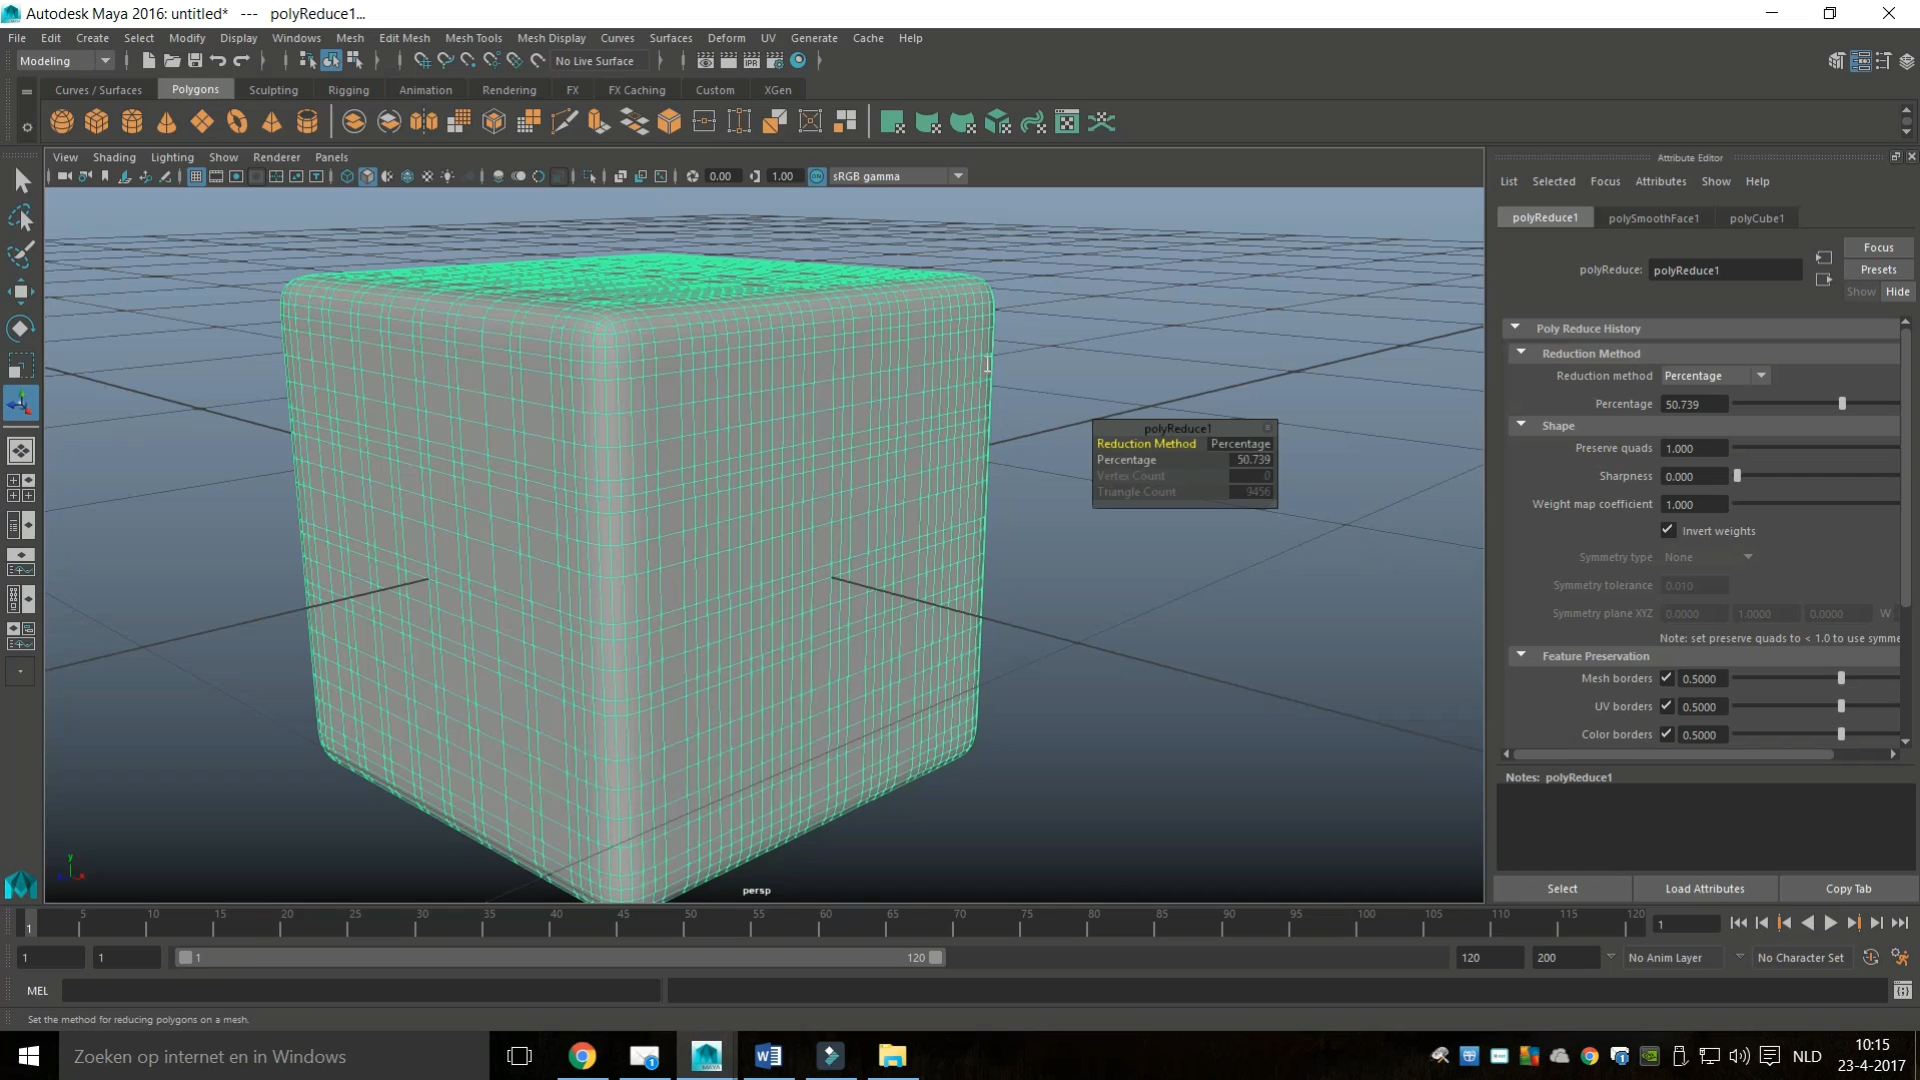 Autodesk Maya 2016: untitled*   ---   polyReduce1...
File Edit Create Select Modify Display Windows Mesh Edit Mesh Mesh Tools Mesh Display Curves Surfaces Deform UV Generate Cache Help
Modeling No Live Surface
Curves / Surfaces Polygons Sculpting Rigging Animation Rendering FX FX Caching Custom XGen
View Shading Lighting Show Renderer Panels
0.00 1.00 sRGB gamma
Attribute Editor
List Selected Focus Attributes Show Help
polyReduce1 polySmoothFace1 polyCube1
Focus
polyReduce: polyReduce1 Presets
Show Hide
Poly Reduce History
Reduction Method
Reduction method Percentage
Percentage 50.739
Shape
Preserve quads 1.000
Sharpness 0.000
Weight map coefficient 1.000
Invert weights
Symmetry type None
Symmetry tolerance 0.010
Symmetry plane XYZ 0.0000 1.0000 0.0000 W
Note: set preserve quads to < 1.0 to use symme
Feature Preservation
Mesh borders 0.5000
UV borders 0.5000
Color borders 0.5000
Notes: polyReduce1
Select Load Attributes Copy Tab
polyReduce1
Reduction Method Percentage
Percentage 50.739
Vertex Count 0
Triangle Count 9456
persp
5 10 15 20 25 30 35 40 45 50 55 60 65 70 75 80 85 90 95 100 105 110 115 120
1 1
1 1 1 120 120 200 No Anim Layer No Character Set
MEL
Set the method for reducing polygons on a mesh.
Zoeken op internet en in Windows
NLD
10:15
23-4-2017